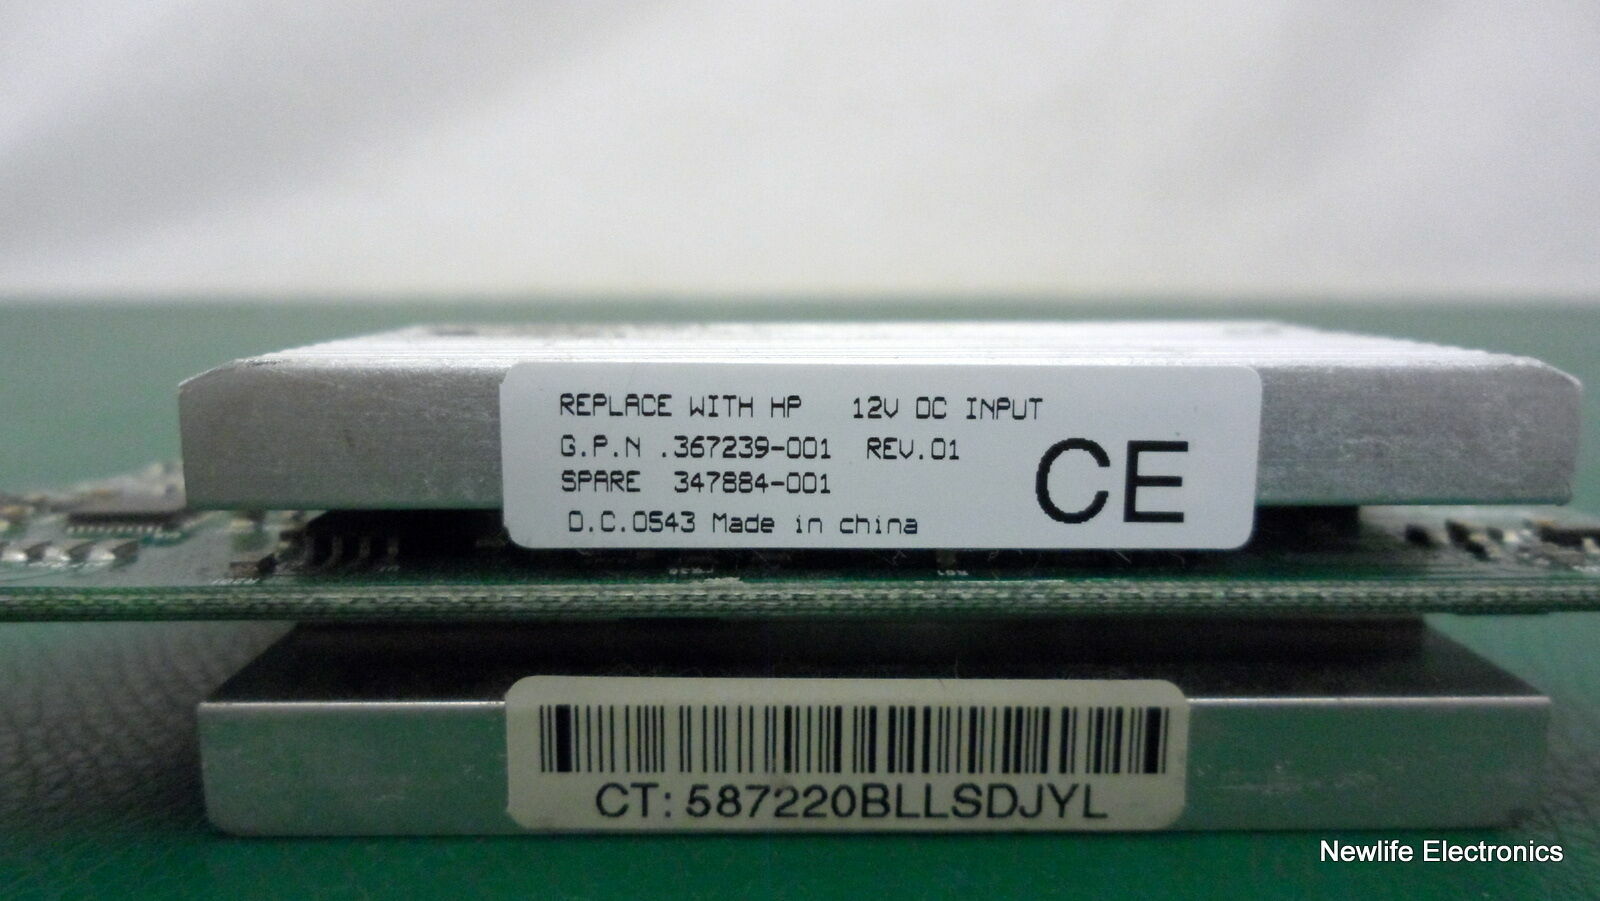 REPLACE WITH HP 12V DC INPUT
G.P.N .367239-001 REV.01
SPARE 347884-001
D.C.0543 Made in china
CE
CT: 587220BLLSDJYL
Newlife Electronics